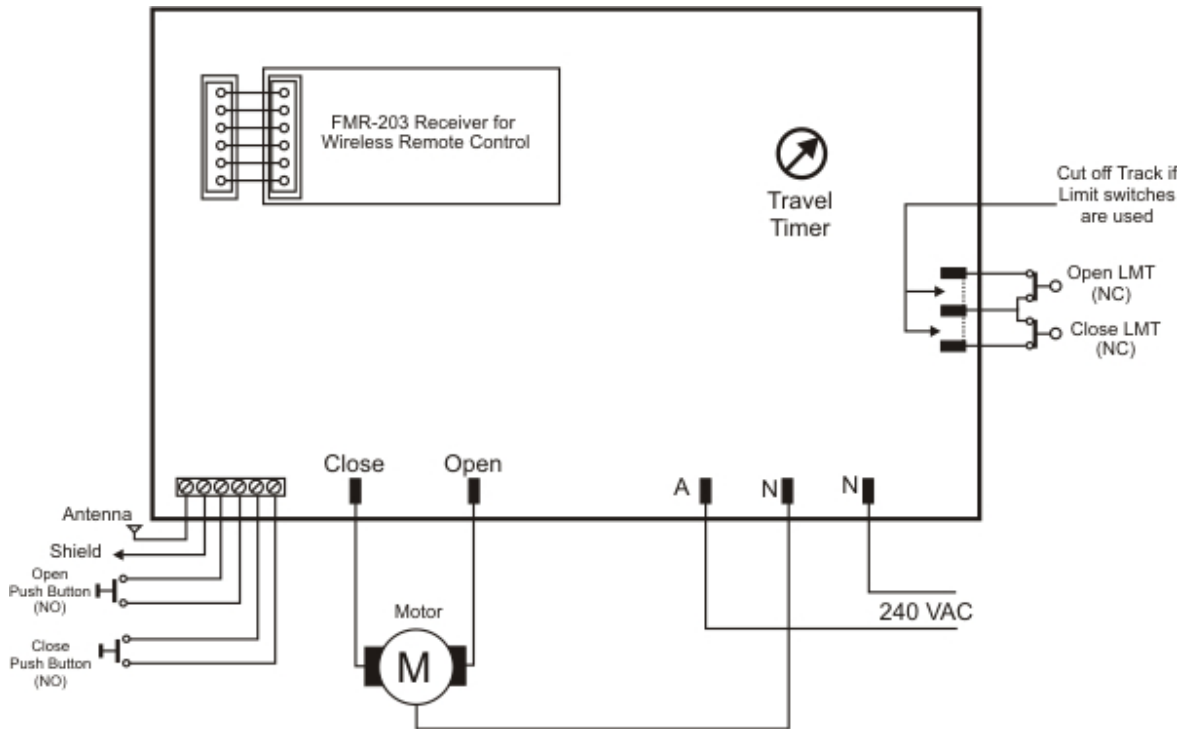 FMR-203 Receiver for
Wireless Remote Control
Travel
Timer
Cut off Track if
Limit switches
are used
Open LMT
(NC)
Close LMT
(NC)
Close
Open
A
N
N
Antenna
Shield
Open
Push Button
(NO)
Close
Push Button
(NO)
Motor
M
240 VAC